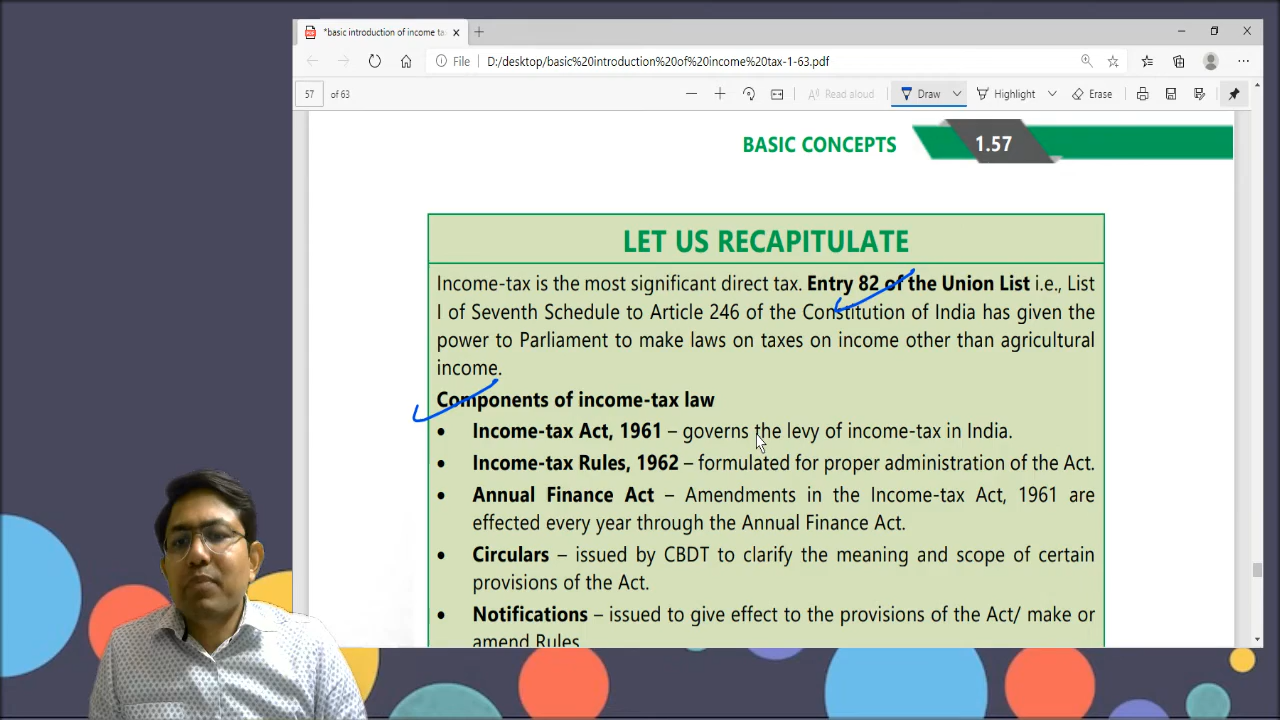 *basic introduction of income ta
File D:/desktop/basic%20introduction%20of%20income%20tax-1-63.pdf
57 of 63 Read aloud Draw Highlight Erase
BASIC CONCEPTS 1.57
LET US RECAPITULATE
Income-tax is the most significant direct tax. Entry 82 of the Union List i.e., List
I of Seventh Schedule to Article 246 of the Constitution of India has given the
power to Parliament to make laws on taxes on income other than agricultural
income.
Components of income-tax law
• Income-tax Act, 1961 – governs the levy of income-tax in India.
• Income-tax Rules, 1962 – formulated for proper administration of the Act.
• Annual Finance Act – Amendments in the Income-tax Act, 1961 are
effected every year through the Annual Finance Act.
• Circulars – issued by CBDT to clarify the meaning and scope of certain
provisions of the Act.
• Notifications – issued to give effect to the provisions of the Act/ make or
amend Rules.